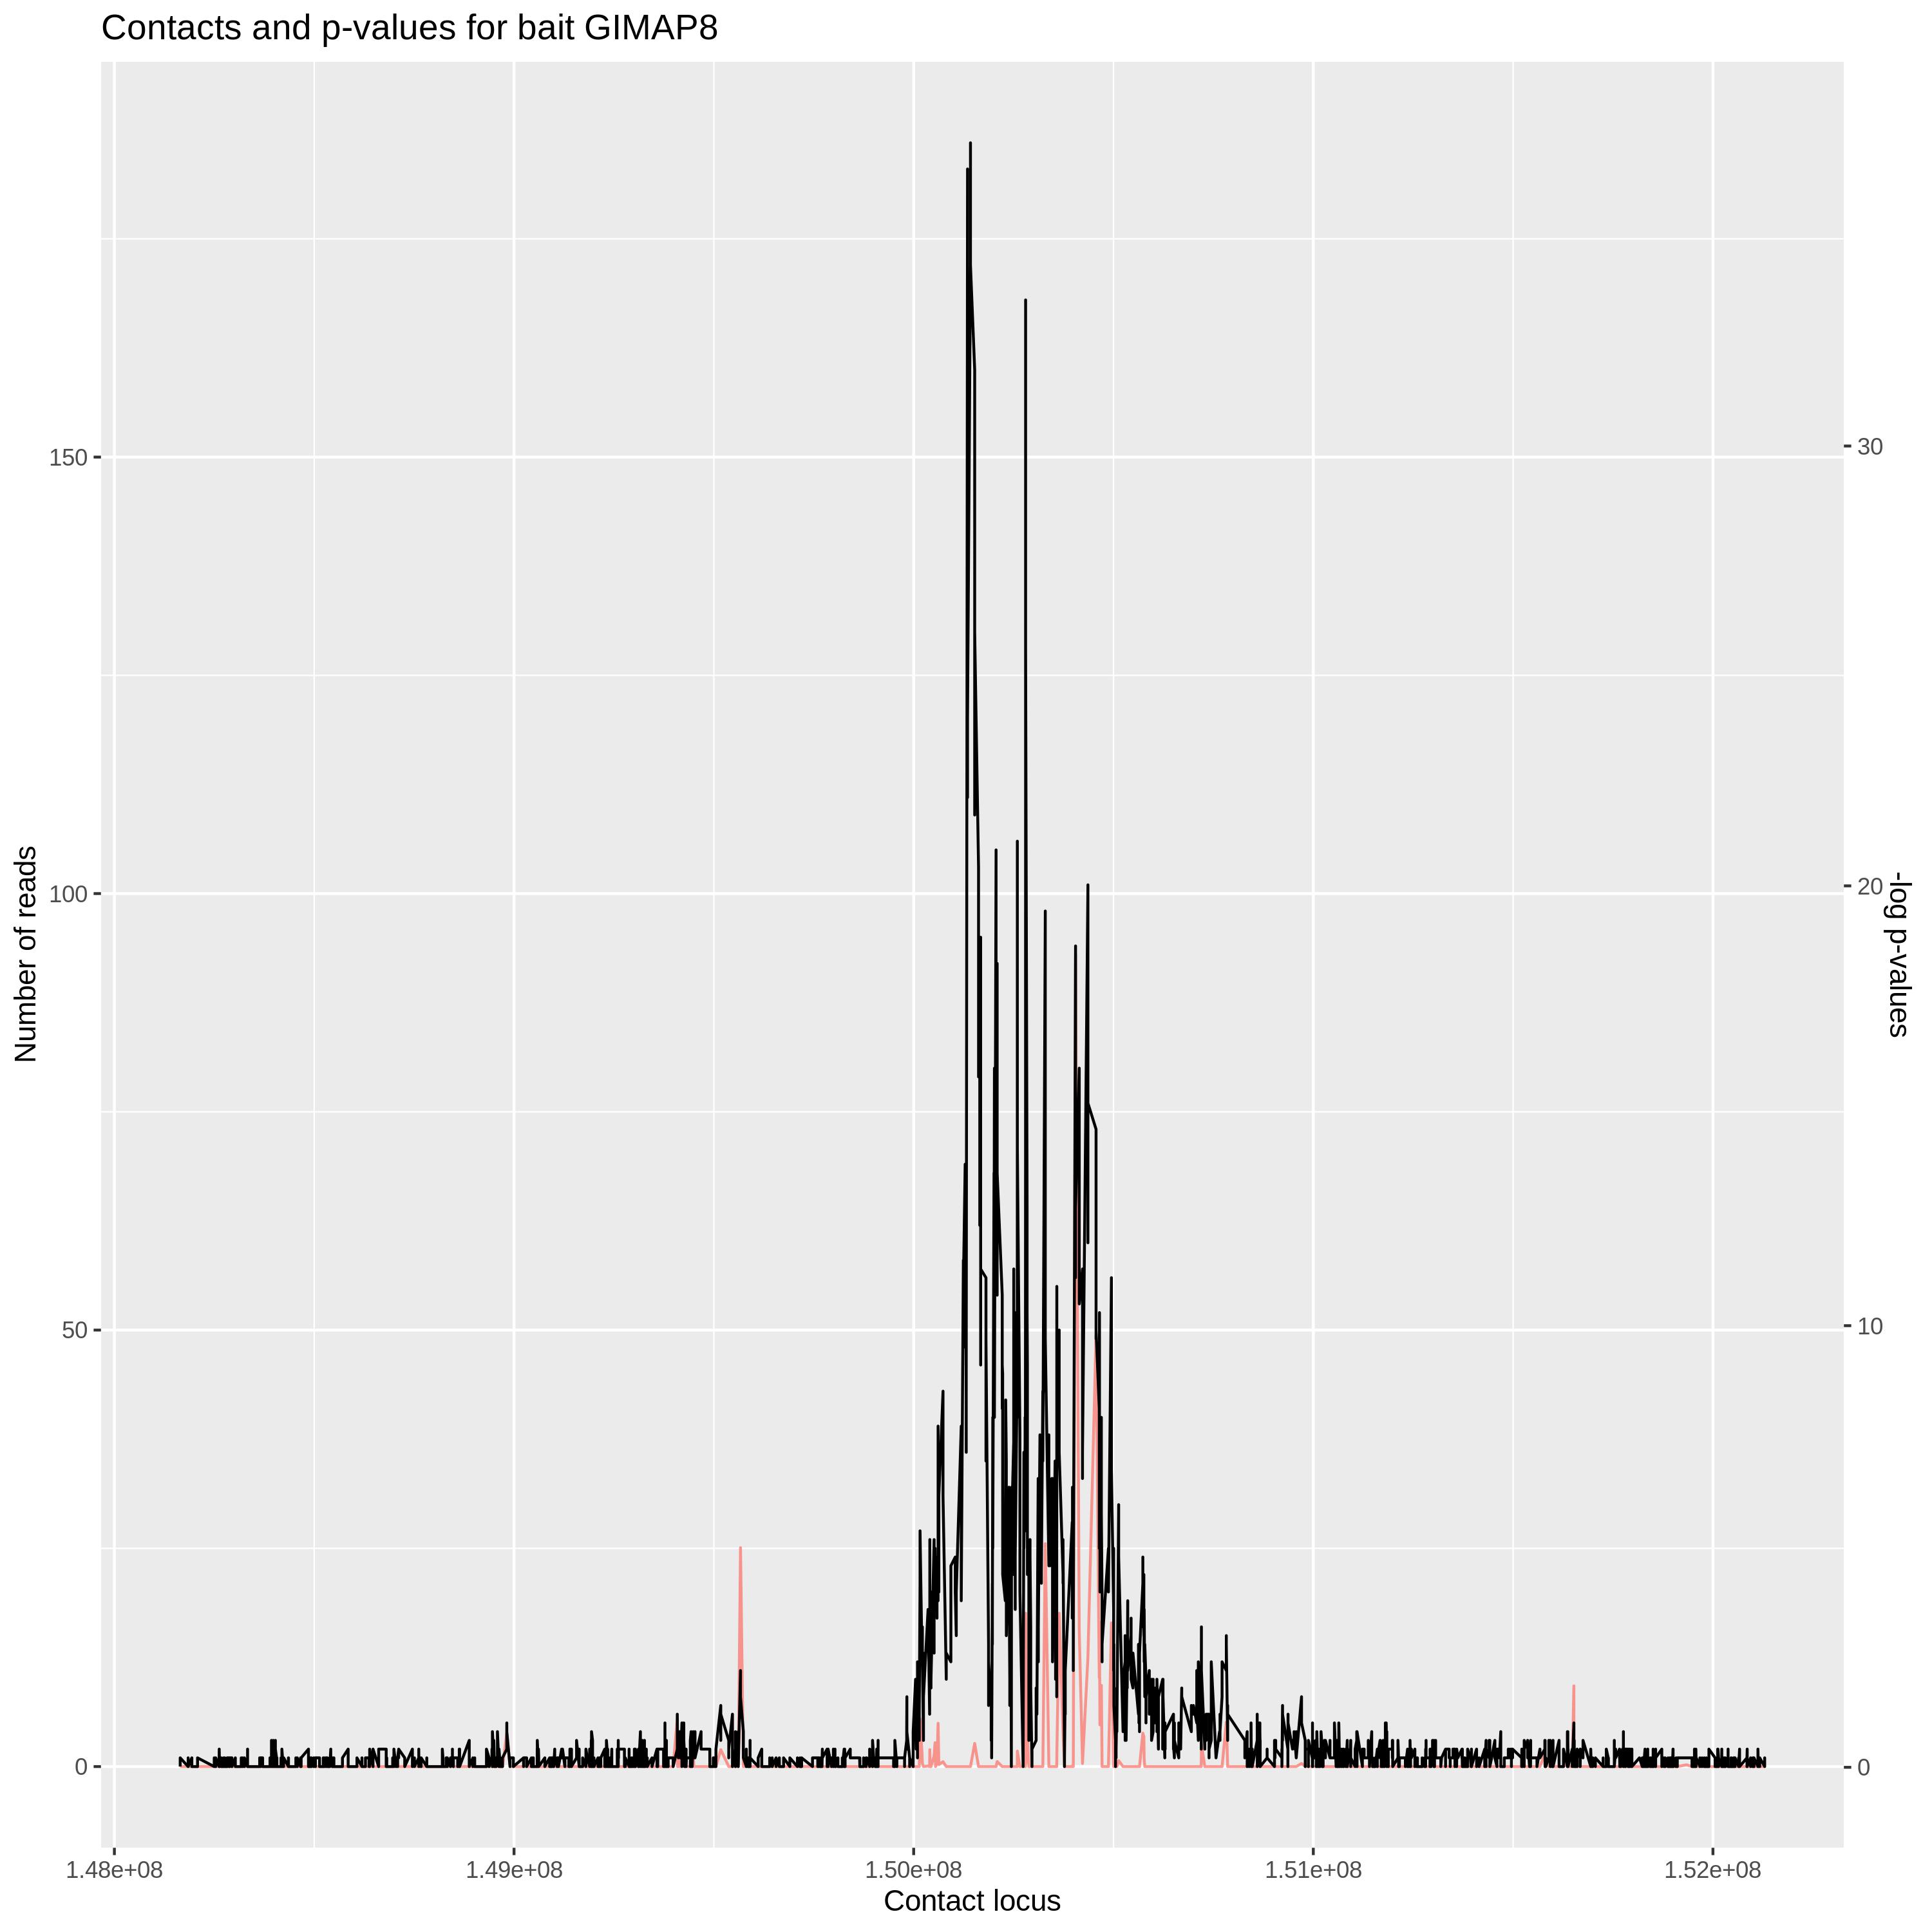 Contacts and p-values for bait GIMAP8
Number of reads
150
100
50
0
30
20
10
0
-log p-values
1.48e+08
1.49e+08
1.50e+08
1.51e+08
1.52e+08
Contact locus